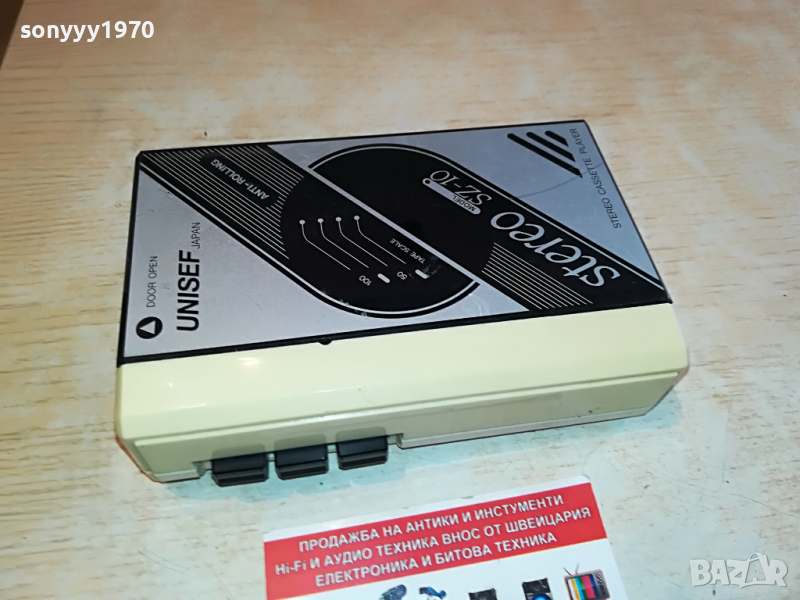 sonyyy1970
STEREO CASSETTE PLAYER
stereo
MODEL
SZ-10
ANTI-ROLLING
TAPE SCALE
50
100
UNISEF JAPAN
DOOR OPEN
ПРОДАЖБА НА АНТИКИ И ИНСТУМЕНТИ
Hi-Fi И АУДИО ТЕХНИКА ВНОС ОТ ШВЕИЦАРИЯ
ЕЛЕКТРОНИКА И БИТОВА ТЕХНИКА
BAZAR